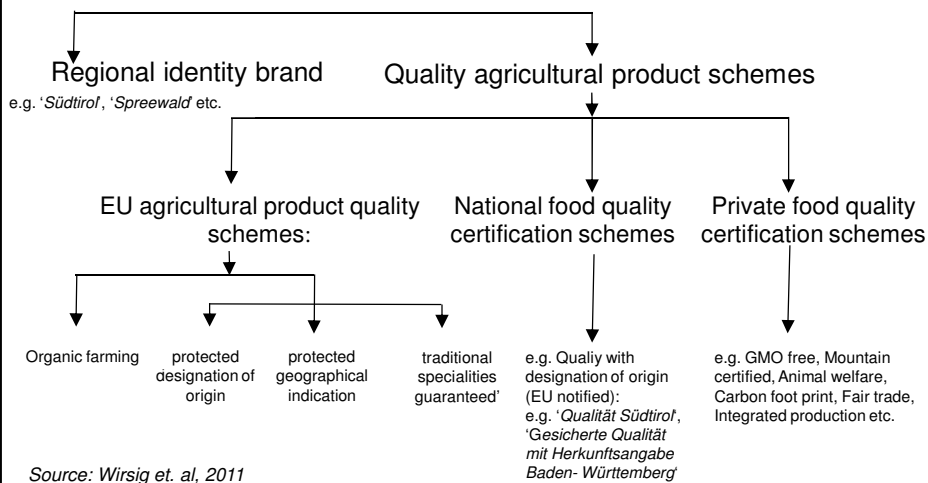 Regional identity brand
e.g. ‘Südtirol’, ‘Spreewald’ etc.
Quality agricultural product schemes
EU agricultural product quality
schemes:
National food quality
certification schemes
Private food quality
certification schemes
Organic farming
protected
designation of
origin
protected
geographical
indication
traditional
specialities
guaranteed’
e.g. Qualiy with
designation of origin
(EU notified):
e.g. ‘Qualität Südtirol’,
‘Gesicherte Qualität
mit Herkunftsangabe
Baden- Württemberg‘
e.g. GMO free, Mountain
certified, Animal welfare,
Carbon foot print, Fair trade,
Integrated production etc.
Source: Wirsig et. al, 2011